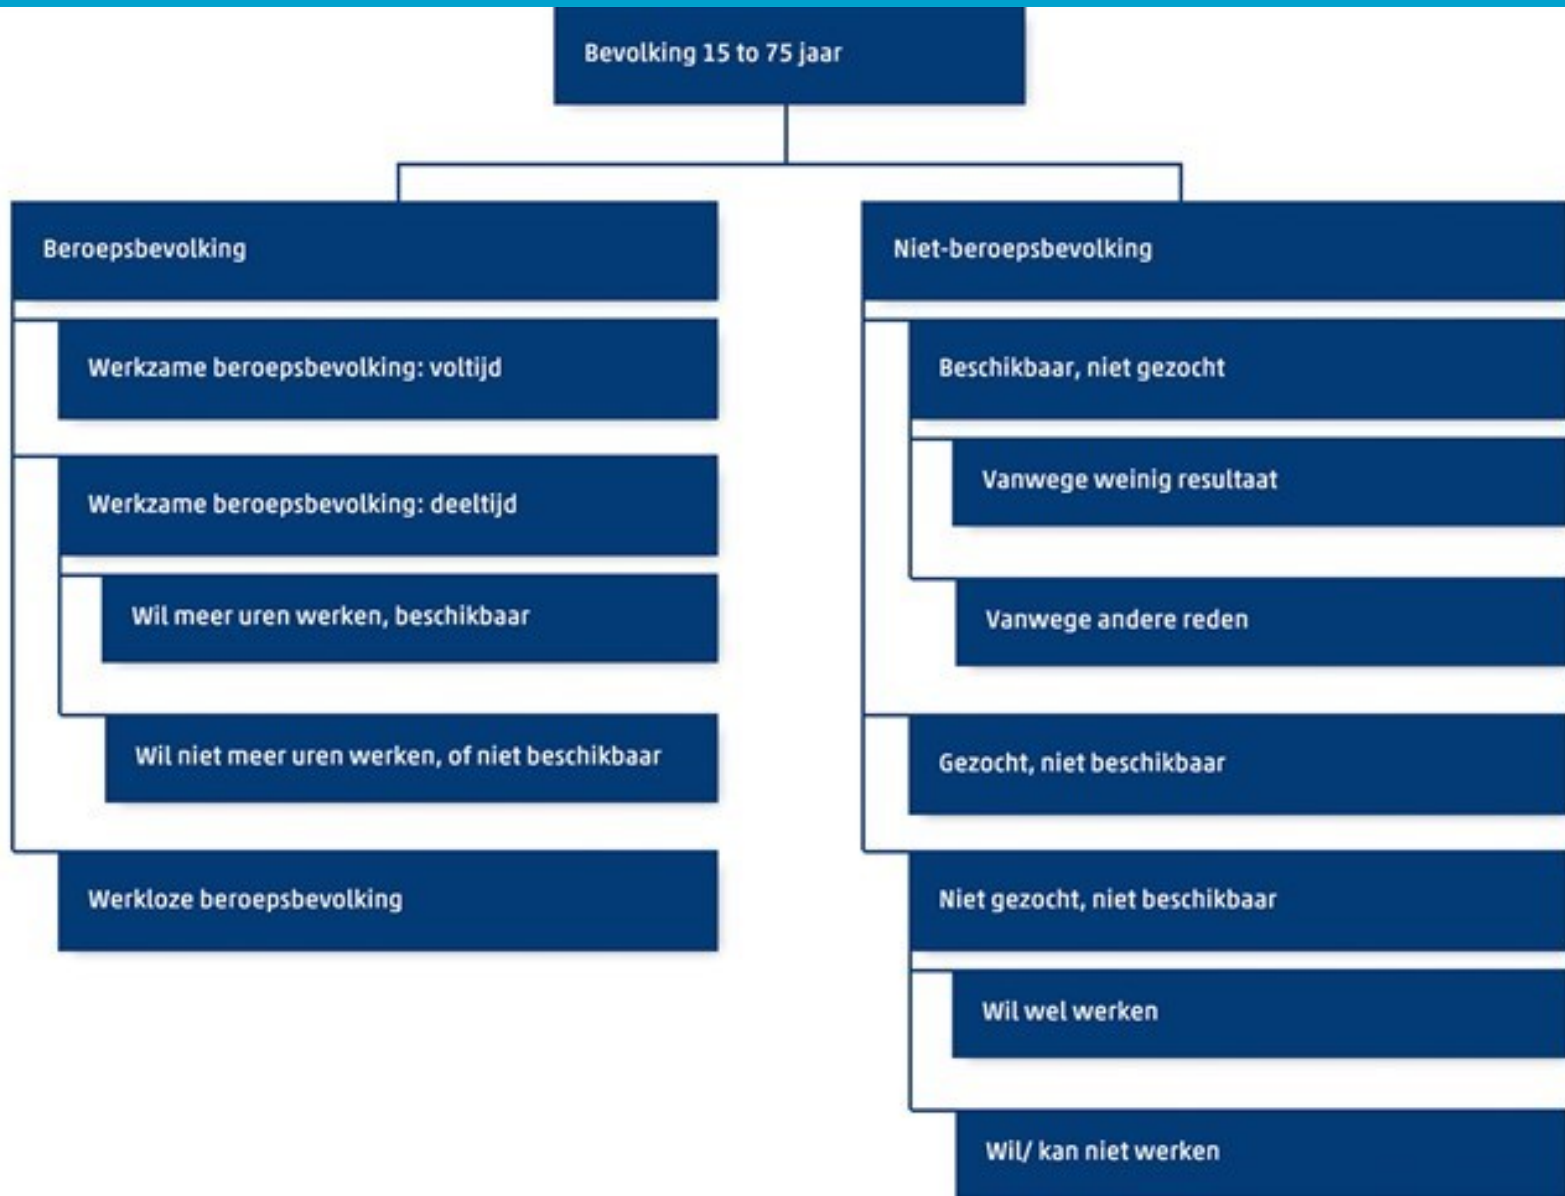 Bevolking 15 to 75 jaar
Beroepsbevolking
Werkzame beroepsbevolking: voltijd
Werkzame beroepsbevolking: deeltijd
Wil meer uren werken, beschikbaar
Wil niet meer uren werken, of niet beschikbaar
Werkloze beroepsbevolking
Niet-beroepsbevolking
Beschikbaar, niet gezocht
Vanwege weinig resultaat
Vanwege andere reden
Gezocht, niet beschikbaar
Niet gezocht, niet beschikbaar
Wil wel werken
Wil/ kan niet werken